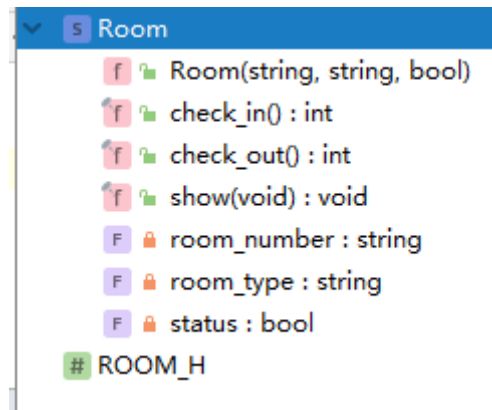 S Room
f Room(string, string, bool)
f check_in() : int
f check_out() : int
f show(void) : void
F room_number : string
F room_type : string
F status : bool
# ROOM_H